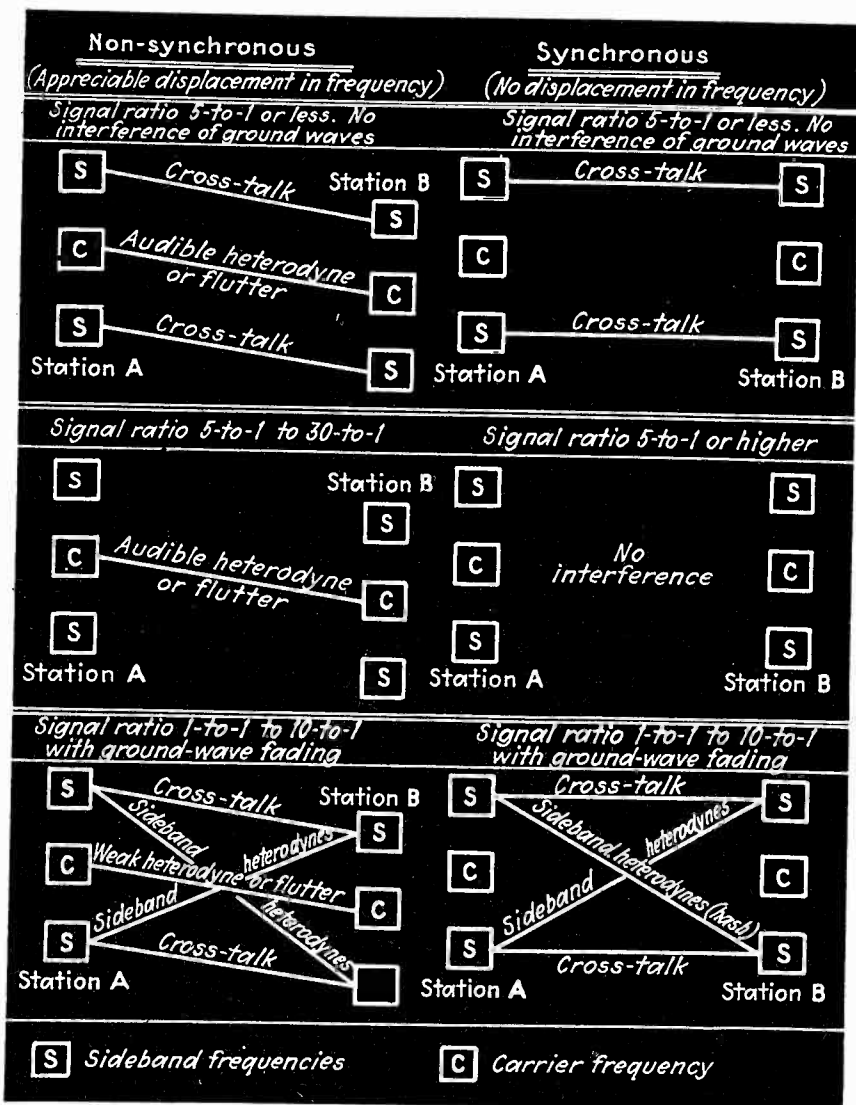 Non-synchronous
(Appreciable displacement in frequency)
Synchronous
(No displacement in frequency)
Signal ratio 5-to-1 or less. No
interference of ground waves
S
Cross-talk
Station B
S
C
Audible heterodyne
or flutter
C
S
Cross-talk
S
Station A
Signal ratio 5-to-1 or less. No
interference of ground waves
S
Cross-talk
S
C
C
S
Cross-talk
S
Station A
Station B
Signal ratio 5-to-1 to 30-to-1
S
Station B
S
C
Audible heterodyne
or flutter
C
S
Station A
S
Signal ratio 5-to-1 or higher
S
S
C
No
interference
C
S
S
Station A
Station B
Signal ratio 1-to-1 to 10-to-1
with ground-wave fading
S
Cross-talk
Station B
Sideband
heterodynes
S
C
Weak heterodyne or flutter
C
Sideband
heterodynes
S
Cross-talk
Station A
Signal ratio 1-to-1 to 10-to-1
with ground-wave fading
S
Cross-talk
S
Sideband heterodynes (hash)
heterodynes
C
C
Sideband
S
Cross-talk
S
Station A
Station B
S Sideband frequencies
C Carrier frequency